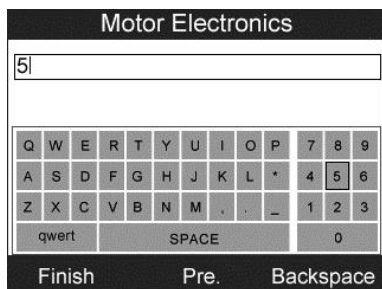 Motor Electronics
5
Q W E R T Y U I O P 7 8 9
A S D F G H J K L * 4 5 6
Z X C V B N M , . _ 1 2 3
qwert SPACE 0
Finish Pre. Backspace